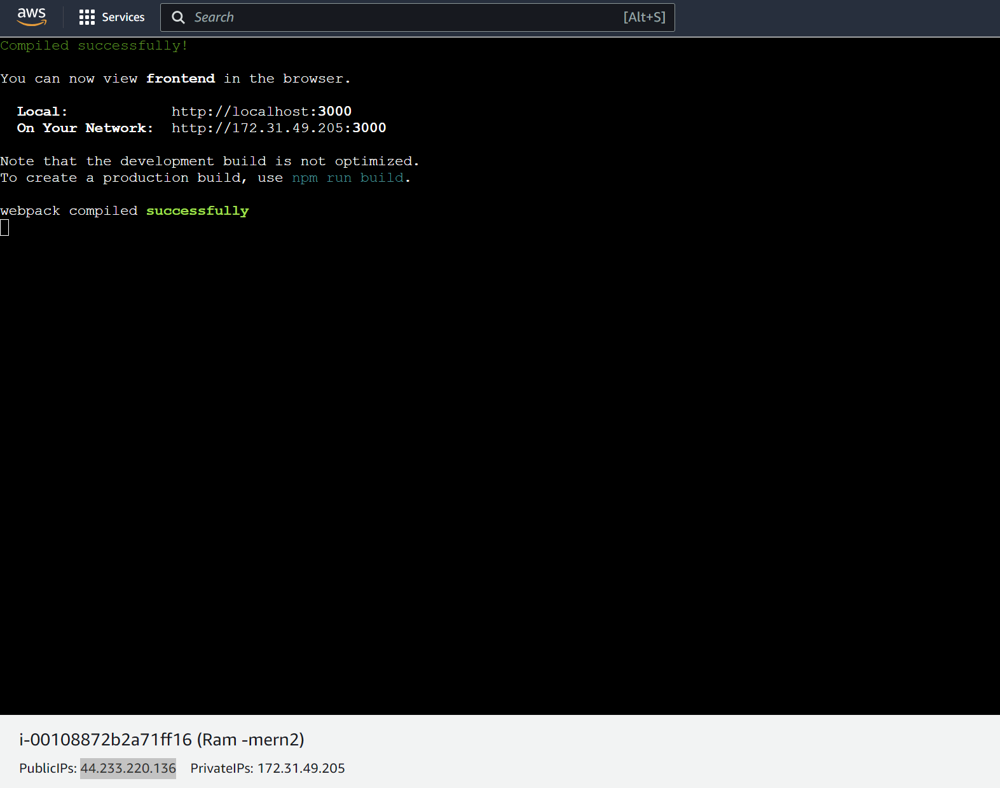 aws Services Search [Alt+S]
Compiled successfully!
You can now view frontend in the browser.
Local: http://localhost:3000
On Your Network: http://172.31.49.205:3000
Note that the development build is not optimized.
To create a production build, use npm run build.
webpack compiled successfully
i-00108872b2a71ff16 (Ram -mern2)
PublicIPs: 44.233.220.136 PrivateIPs: 172.31.49.205